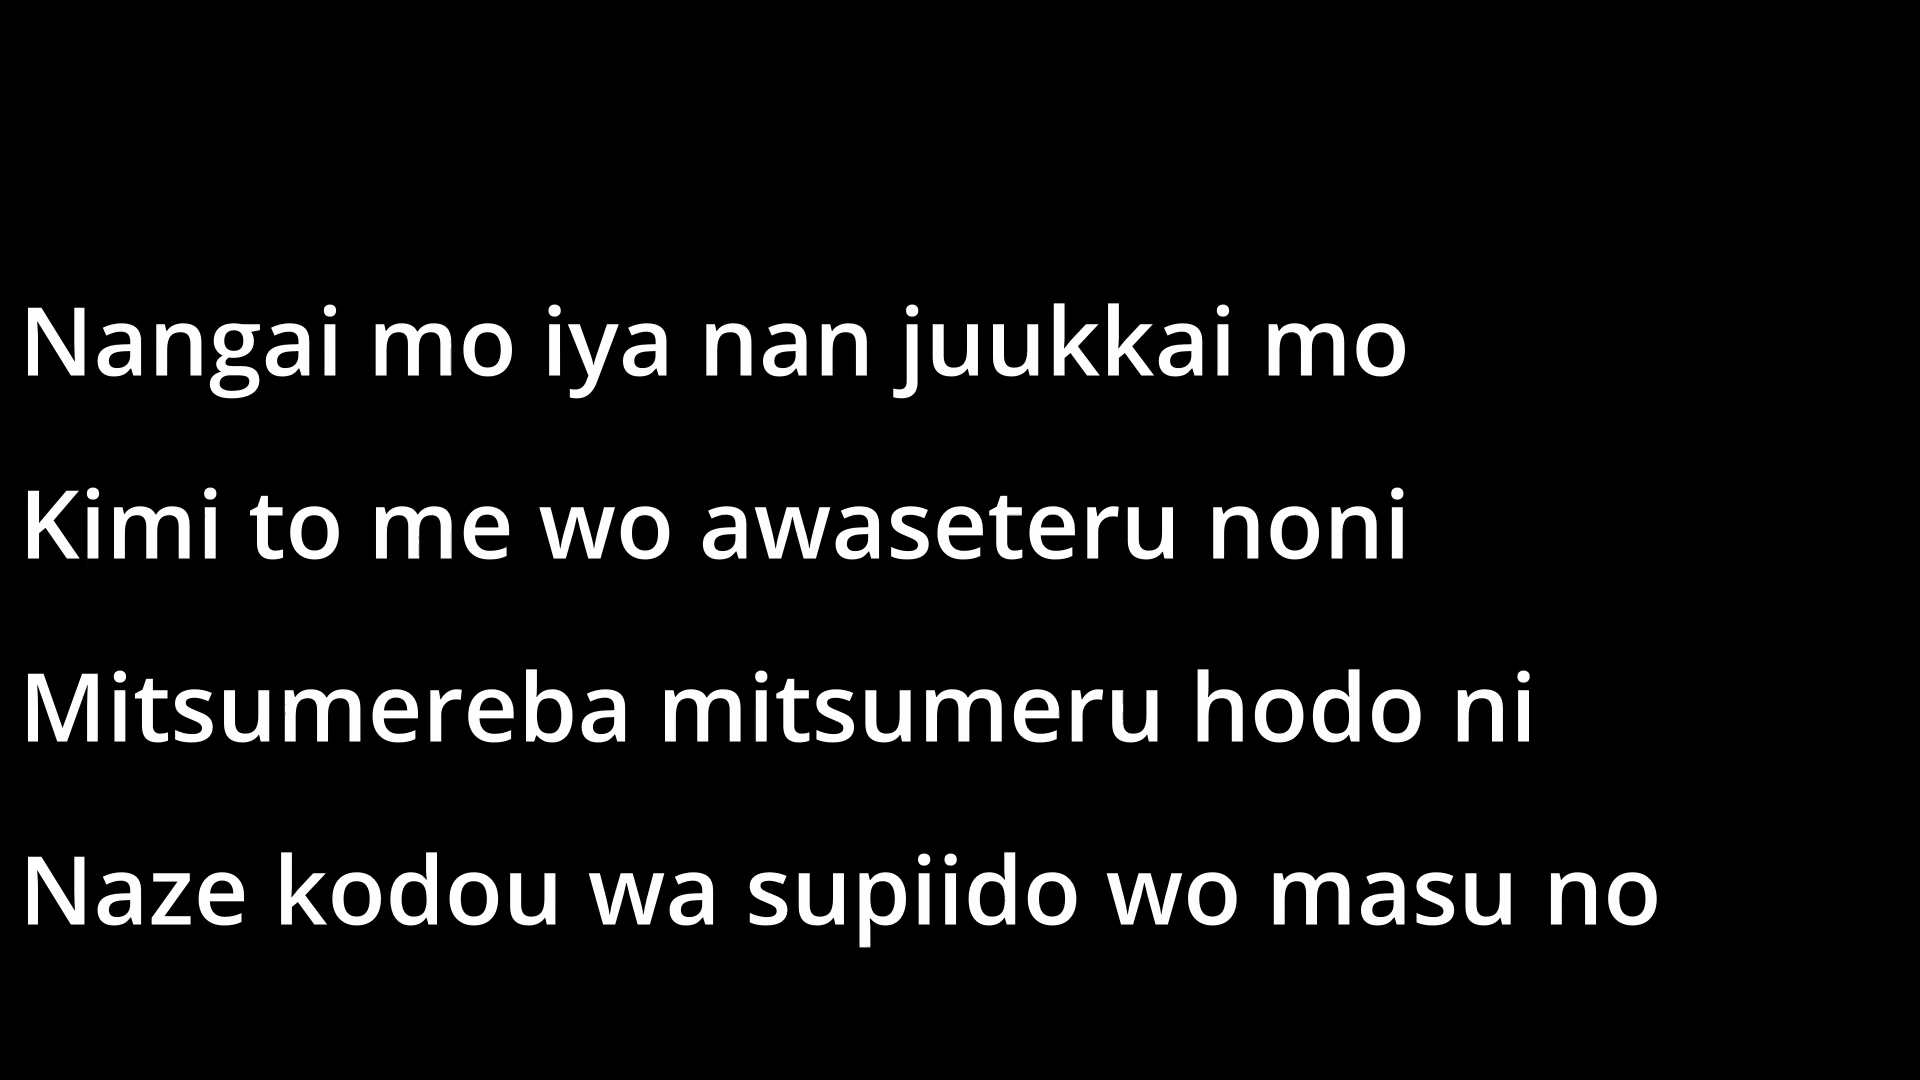 Nangai mo iya nan juukkai mo
Kimi to me wo awaseteru noni
Mitsumereba mitsumeru hodo ni
Naze kodou wa supiido wo masu no